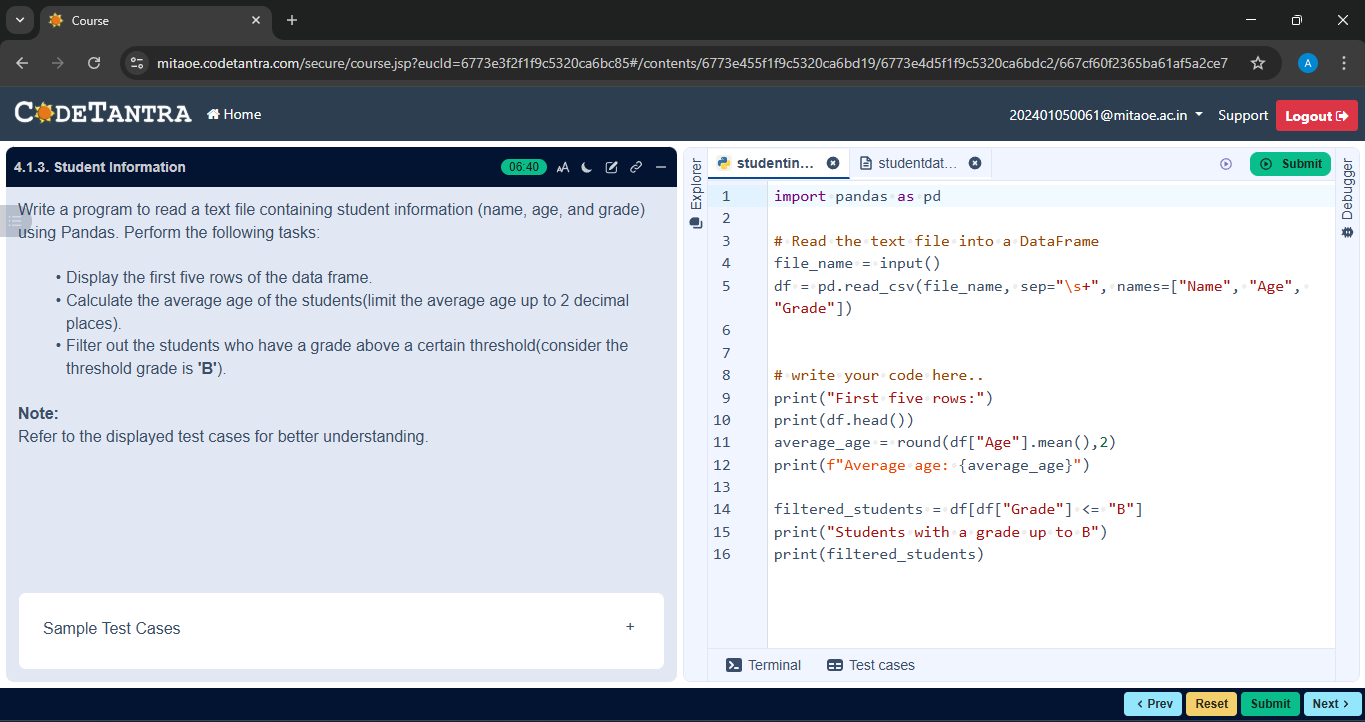 Course
mitaoe.codetantra.com/secure/course.jsp?eucId=6773e3f2f1f9c5320ca6bc85#/contents/6773e455f1f9c5320ca6bd19/6773e4d5f1f9c5320ca6bdc2/667cf60f2365ba61af5a2ce7
A
CODETANTRA
Home
202401050061@mitaoe.ac.in
Support
Logout
4.1.3. Student Information
06:40
AA
Write a program to read a text file containing student information (name, age, and grade)
using Pandas. Perform the following tasks:
• Display the first five rows of the data frame.
• Calculate the average age of the students(limit the average age up to 2 decimal
places).
• Filter out the students who have a grade above a certain threshold(consider the
threshold grade is 'B').
Note:
Refer to the displayed test cases for better understanding.
Sample Test Cases
+
Explorer
studentin...
studentdat...
Submit
Debugger
1 import pandas as pd
2
3 # Read the text file into a DataFrame
4 file_name = input()
5 df = pd.read_csv(file_name, sep="\s+", names=["Name", "Age",
"Grade"])
6
7
8 # write your code here..
9 print("First five rows:")
10 print(df.head())
11 average_age = round(df["Age"].mean(),2)
12 print(f"Average age: {average_age}")
13
14 filtered_students = df[df["Grade"] <= "B"]
15 print("Students with a grade up to B")
16 print(filtered_students)
Terminal
Test cases
< Prev
Reset
Submit
Next >